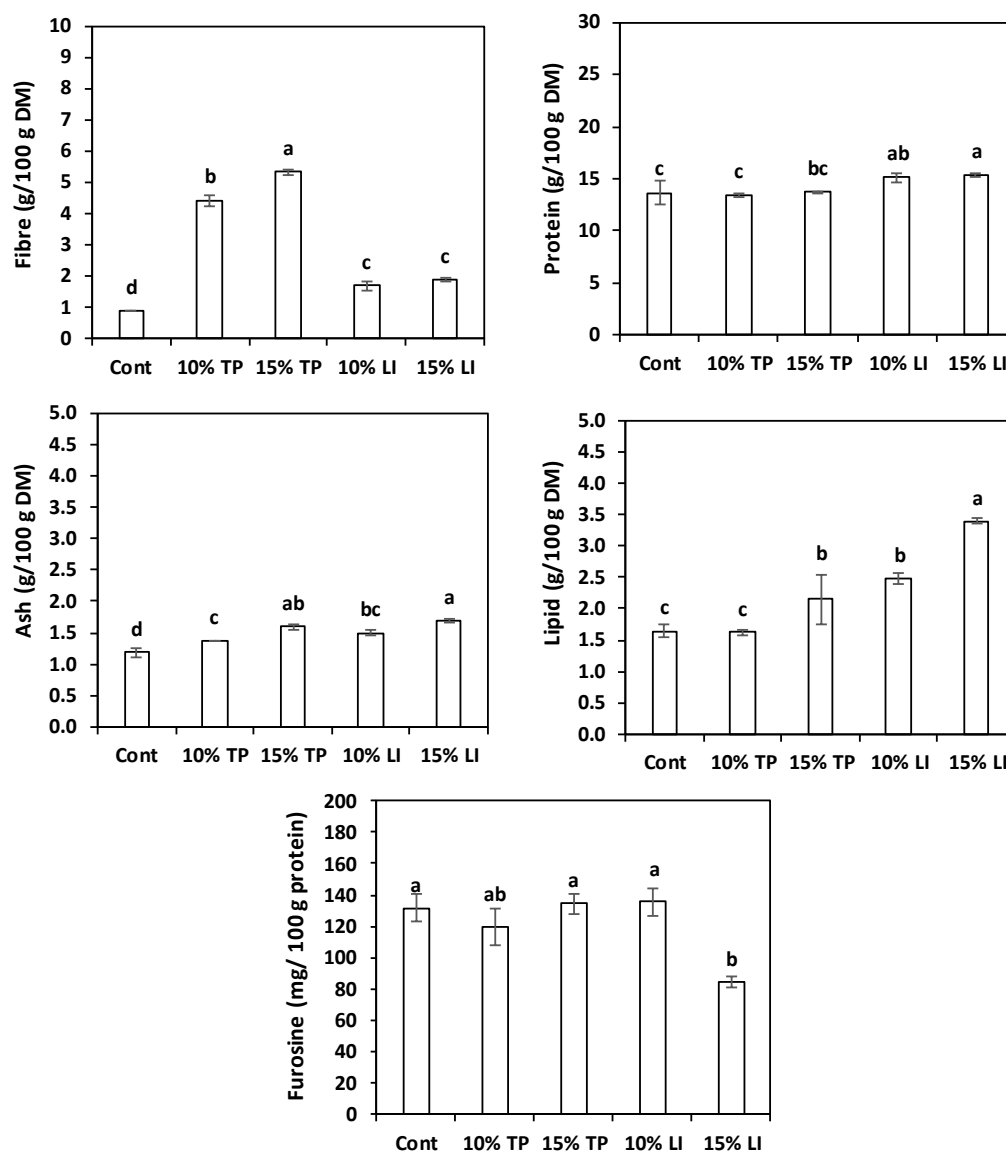 Fibre (g/100 g DM)
10
9
8
7
6
5
4
3
2
1
0
d
b
a
c
c
Cont 10% TP 15% TP 10% LI 15% LI
Protein (g/100 g DM)
30
25
20
15
10
5
0
c
c
bc
ab
a
Cont 10% TP 15% TP 10% LI 15% LI
Ash (g/100 g DM)
5.0
4.5
4.0
3.5
3.0
2.5
2.0
1.5
1.0
0.5
0.0
d
c
ab
bc
a
Cont 10% TP 15% TP 10% LI 15% LI
Lipid (g/100 g DM)
5.0
4.5
4.0
3.5
3.0
2.5
2.0
1.5
1.0
0.5
0.0
c
c
b
b
a
Cont 10% TP 15% TP 10% LI 15% LI
Furosine (mg/ 100 g protein)
200
180
160
140
120
100
80
60
40
20
0
a
ab
a
a
b
Cont 10% TP 15% TP 10% LI 15% LI